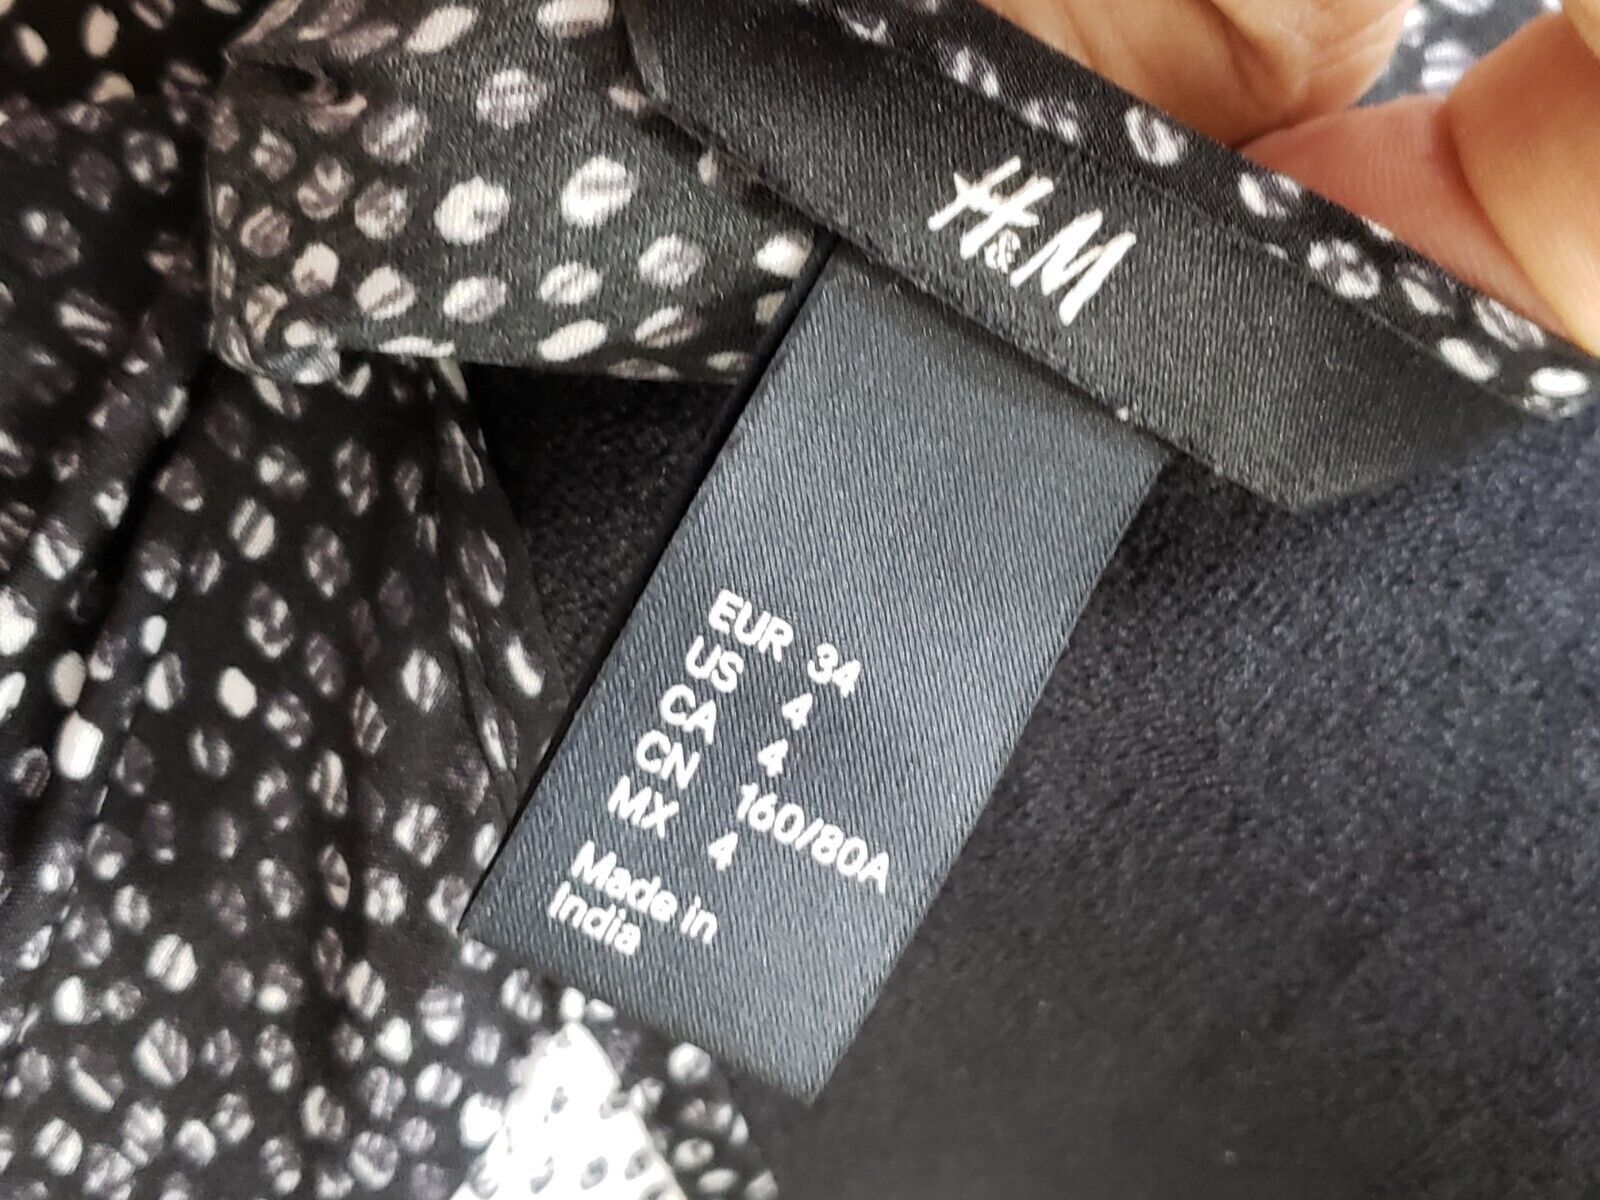 H&M
EUR 34
US 4
CA 4
CN 160/80A
MX 4
Made in
India